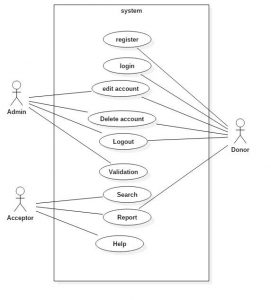 system
register
login
edit account
Admin
Delete account
Donor
Logout
Validation
Search
Acceptor
Report
Help